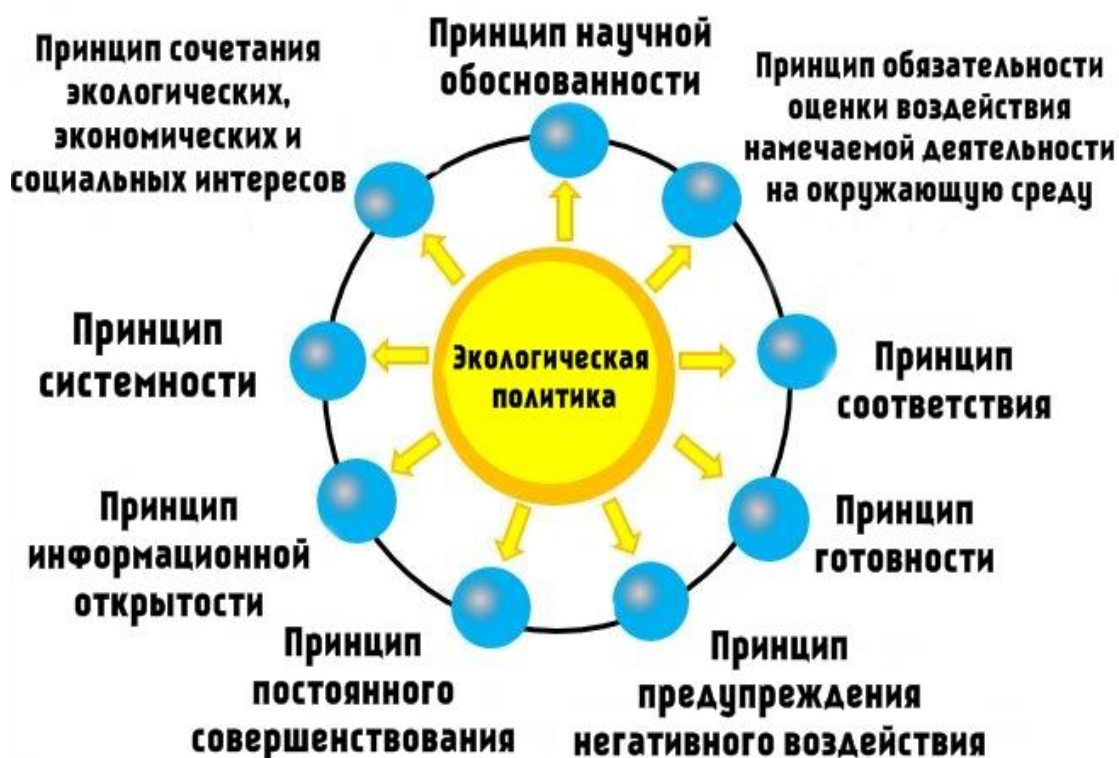 Принцип сочетания
экологических,
экономических и
социальных интересов
Принцип научной
обоснованности
Принцип обязательности
оценки воздействия
намечаемой деятельности
на окружающую среду
Принцип
системности
Экологическая
политика
Принцип
соответствия
Принцип
информационной
открытости
Принцип
готовности
Принцип
постоянного
совершенствования
Принцип
предупреждения
негативного воздействия